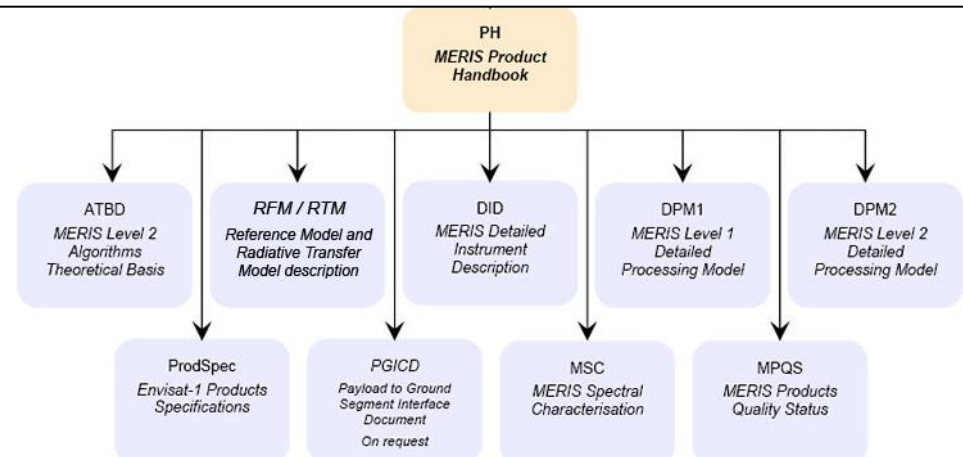 PH
MERIS Product
Handbook
ATBD
MERIS Level 2
Algorithms
Theoretical Basis
RFM / RTM
Reference Model and
Radiative Transfer
Model description
DID
MERIS Detailed
Instrument
Description
DPM1
MERIS Level 1
Detailed
Processing Model
DPM2
MERIS Level 2
Detailed
Processing Model
ProdSpec
Envisat-1 Products
Specifications
PGICD
Payload to Ground
Segment Interface
Document
On request
MSC
MERIS Spectral
Characterisation
MPQS
MERIS Products
Quality Status